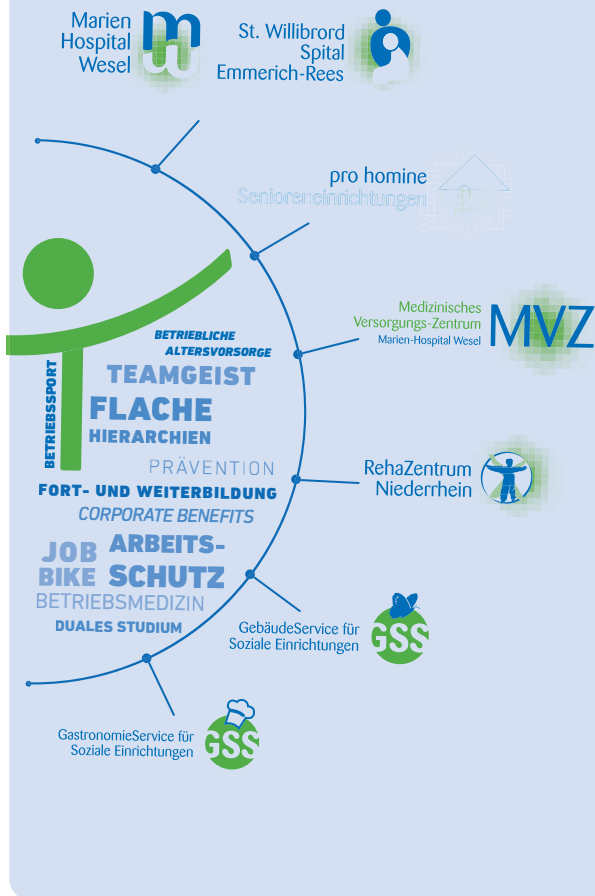 Marien
Hospital
Wesel
mw
St. Willibrord
Spital
Emmerich-Rees
pro homine
Senioreneinrichtungen
Medizinisches
Versorgungs-Zentrum
Marien-Hospital Wesel
MVZ
BETRIEBLICHE
ALTERSVORSORGE
TEAMGEIST
BETRIEBSSPORT
FLACHE
HIERARCHIEN
PRÄVENTION
FORT- UND WEITERBILDUNG
CORPORATE BENEFITS
JOB
BIKE
ARBEITS-
SCHUTZ
BETRIEBSMEDIZIN
DUALES STUDIUM
RehaZentrum
Niederrhein
GebäudeService für
Soziale Einrichtungen
GSS
GastronomieService für
Soziale Einrichtungen
GSS